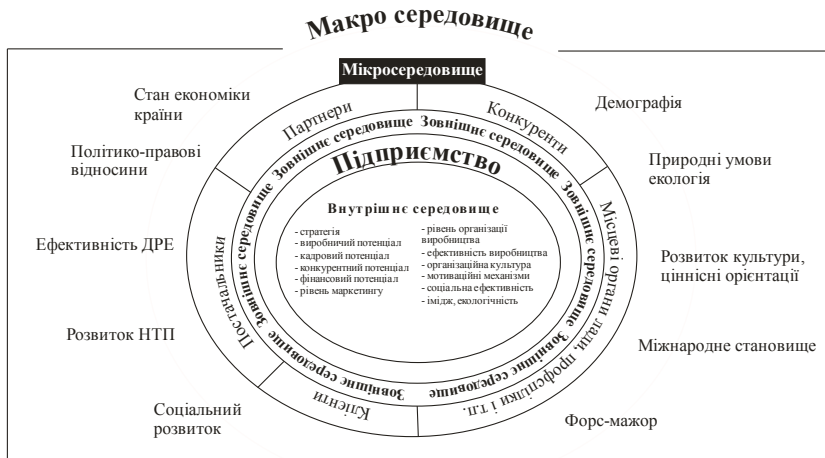 Макро середовище
Мікросередовище
Стан економіки
країни
Політико-правові
відносини
Ефективність ДРЕ
Розвиток НТП
Соціальний
розвиток
Демографія
Природні умови
екологія
Розвиток культури,
ціннісні орієнтації
Міжнародне становище
Форс-мажор
Партнери
Конкуренти
Місцеві органи лади, профспілки і т.п.
Клієнти
Постачальники
Зовнішнє середовище Зовнішнє середовище Зовнішнє середовище Зовнішнє середовище Зовнішнє середовище Зовнішнє середовище
Підприємство
Внутрішнє середовище
- стратегія
- виробничий потенціал
- кадровий потенціал
- конкурентний потенціал
- фінансовий потенціал
- рівень маркетингу
- рівень організації
виробництва
- ефективність виробництва
- організаційна культура
- мотиваційні механізми
- соціальна ефективність
- імідж, екологічність